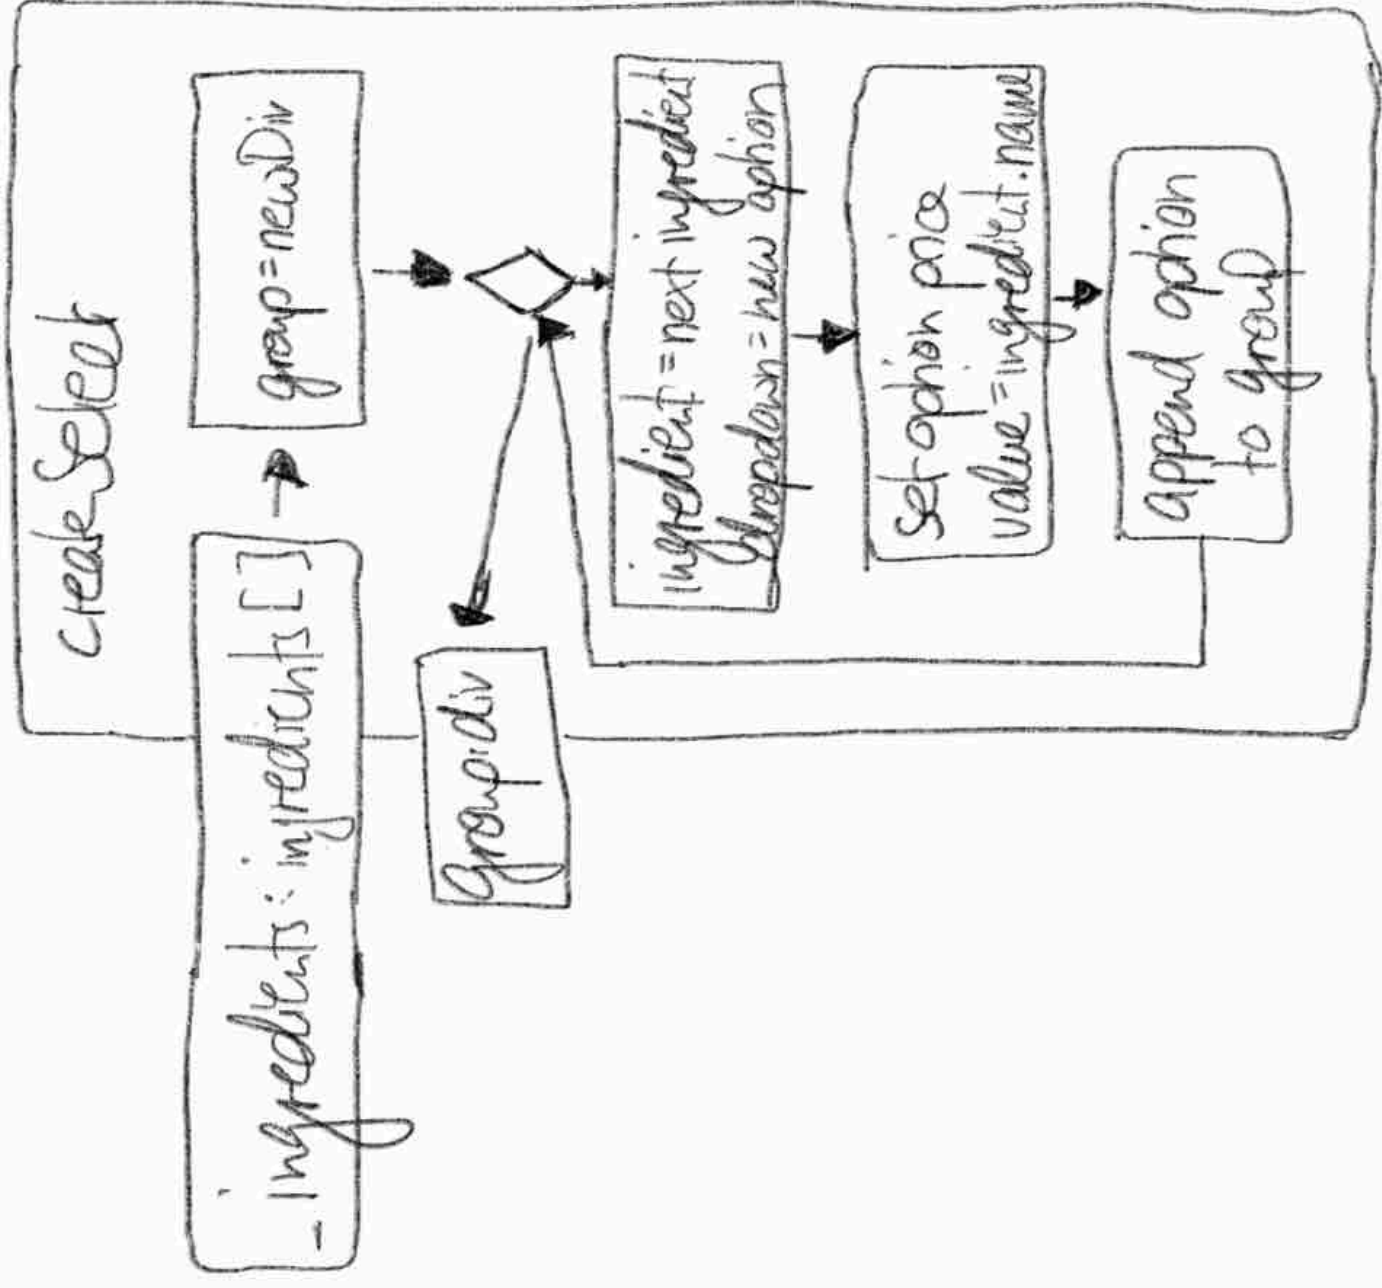 createSelect
_ingredients: ingredients[]
group=newDiv
ingredient=next ingredient
dropdown=new option
group:div
set option price
value=ingredient.name
append option
to group